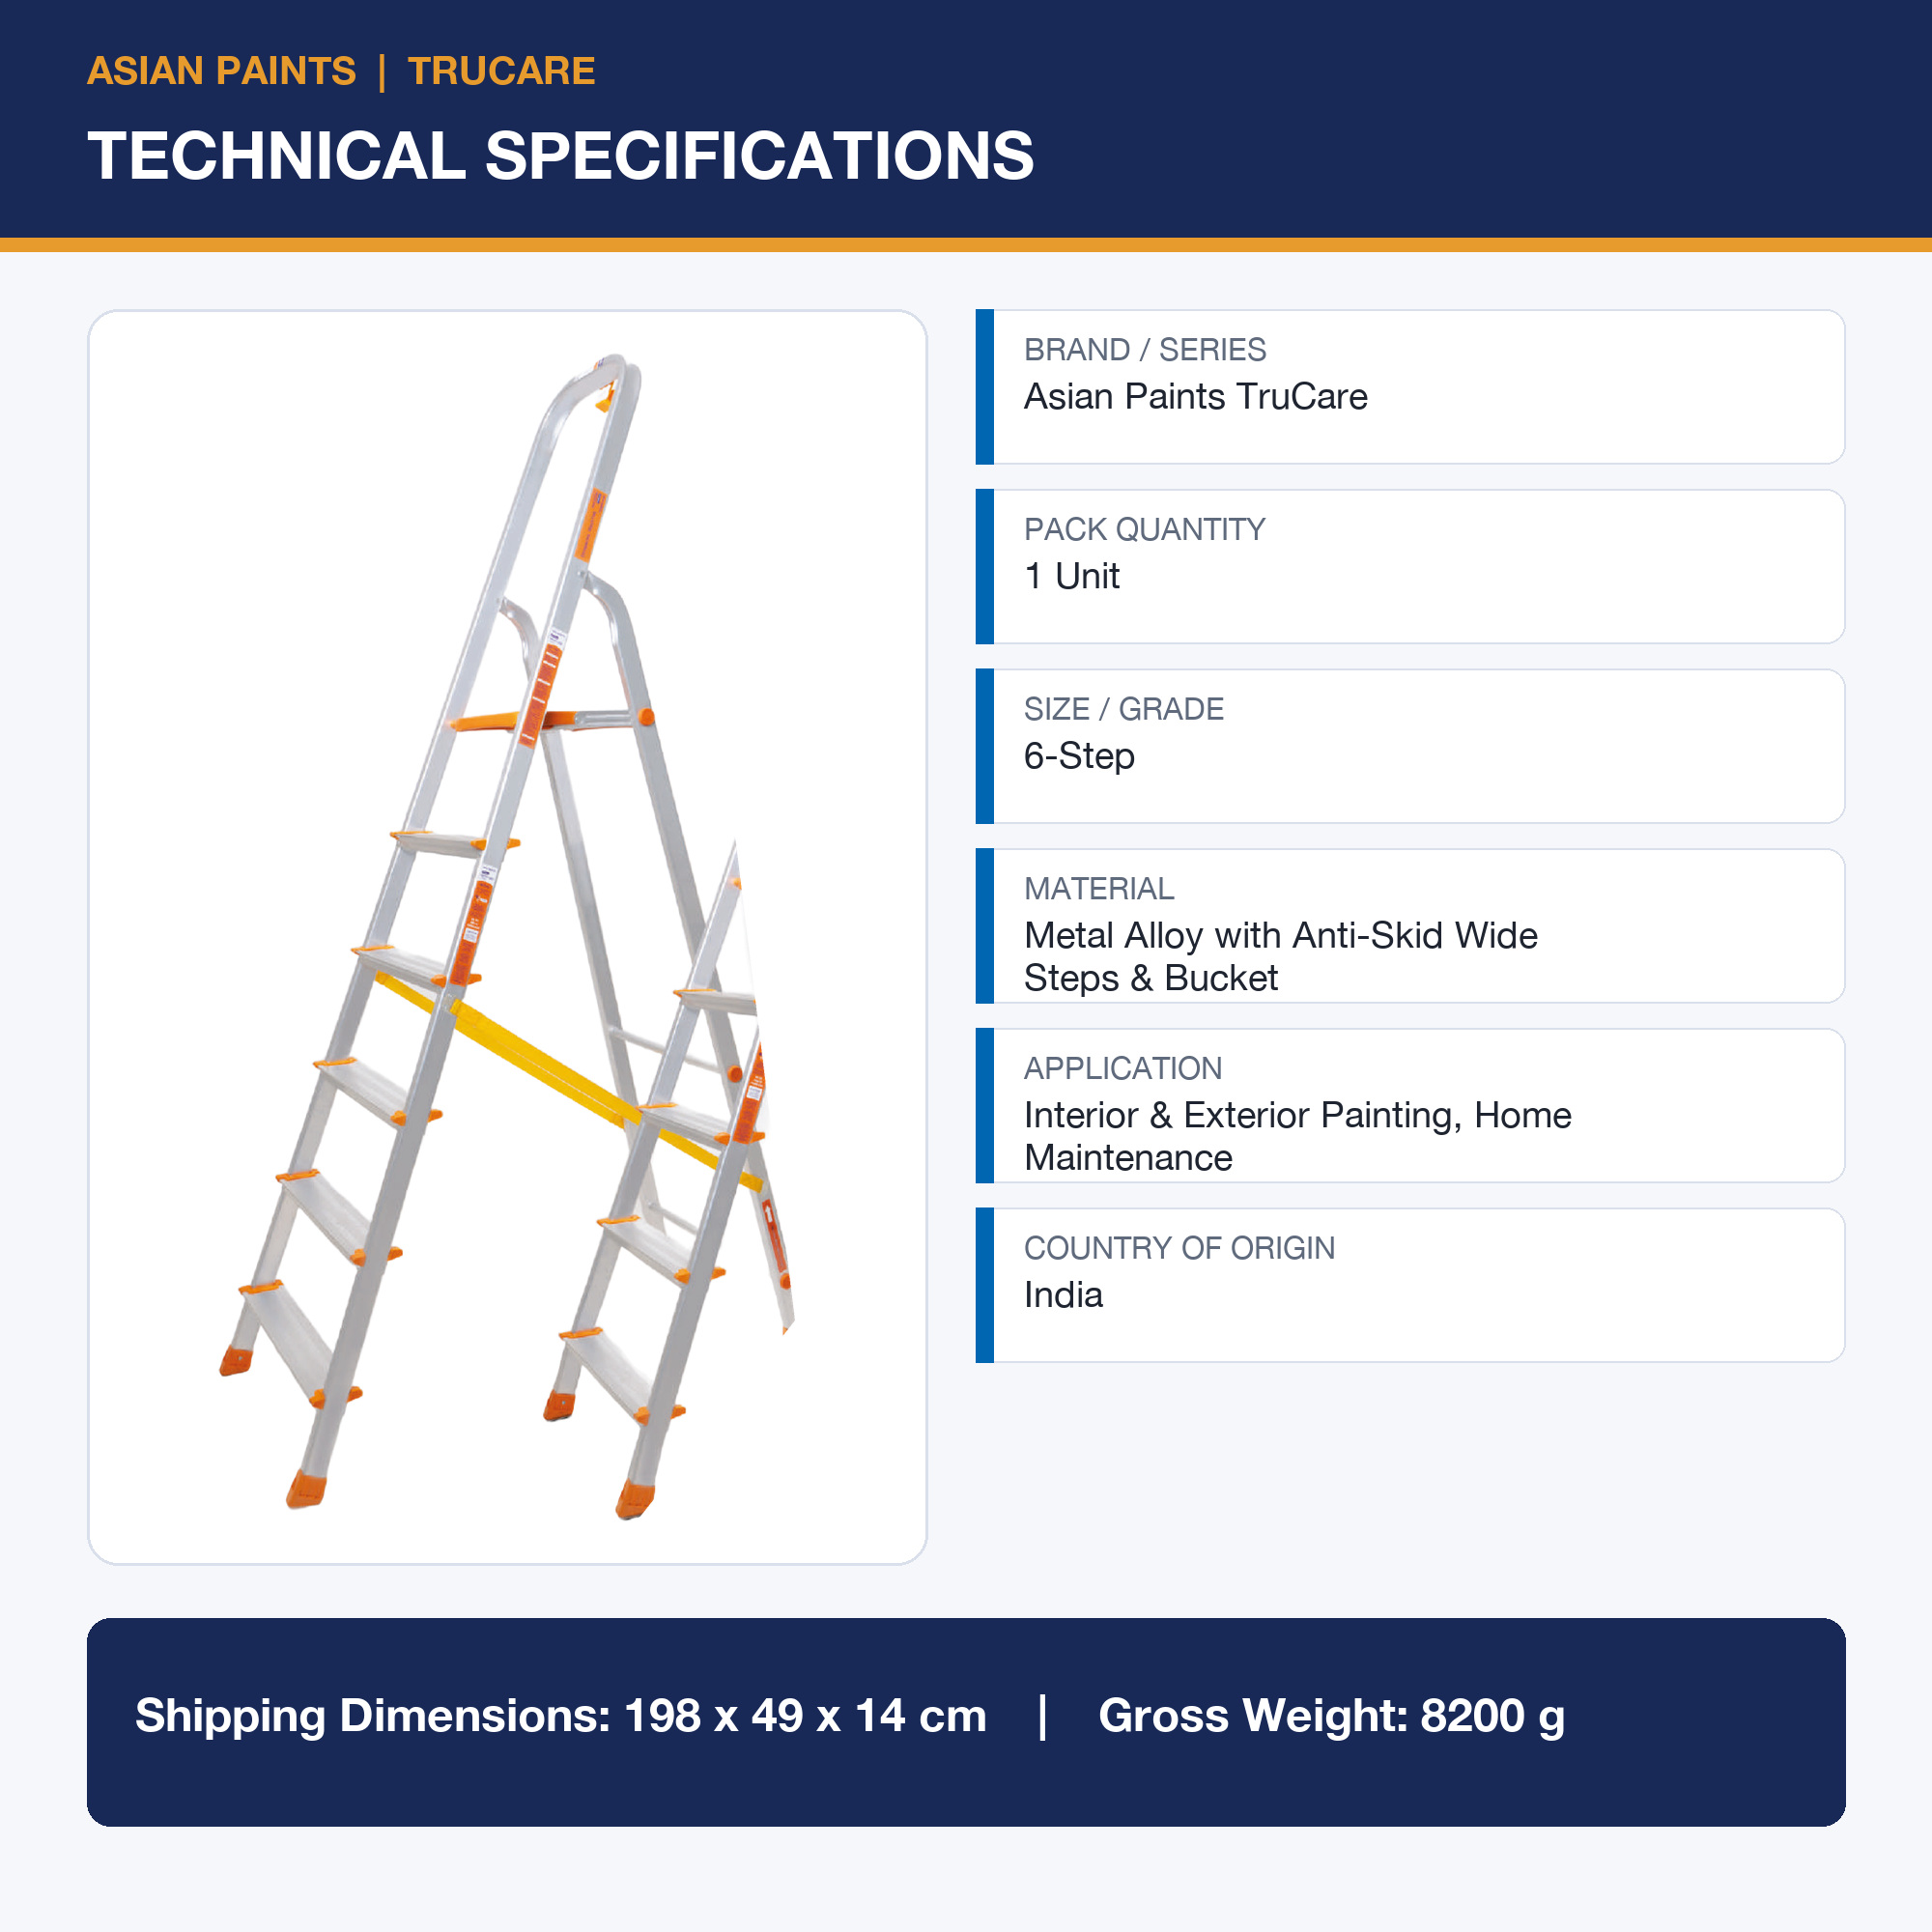 ASIAN PAINTS | TRUCARE
TECHNICAL SPECIFICATIONS
BRAND / SERIES
Asian Paints TruCare
PACK QUANTITY
1 Unit
SIZE / GRADE
6-Step
MATERIAL
Metal Alloy with Anti-Skid Wide
Steps & Bucket
APPLICATION
Interior & Exterior Painting, Home
Maintenance
COUNTRY OF ORIGIN
India
Shipping Dimensions: 198 x 49 x 14 cm | Gross Weight: 8200 g